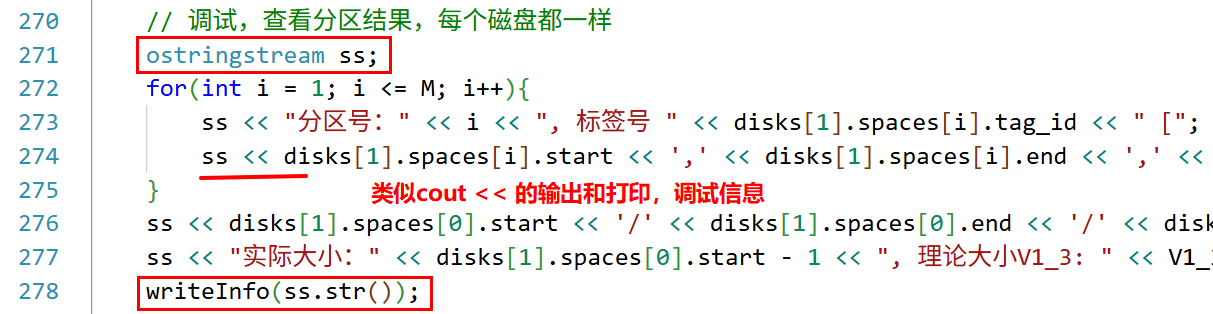 270 // 调试，查看分区结果，每个磁盘都一样
271 ostringstream ss;
272 for(int i = 1; i <= M; i++){
273 ss << "分区号：" << i << ", 标签号 " << disks[1].spaces[i].tag_id << " [";
274 ss << disks[1].spaces[i].start << ',' << disks[1].spaces[i].end << ',' <<
275 }
类似cout << 的输出和打印，调试信息
276 ss << disks[1].spaces[0].start << '/' << disks[1].spaces[0].end << '/' << disk
277 ss << "实际大小：" << disks[1].spaces[0].start - 1 << ", 理论大小V1_3: " << V1_
278 writeInfo(ss.str());